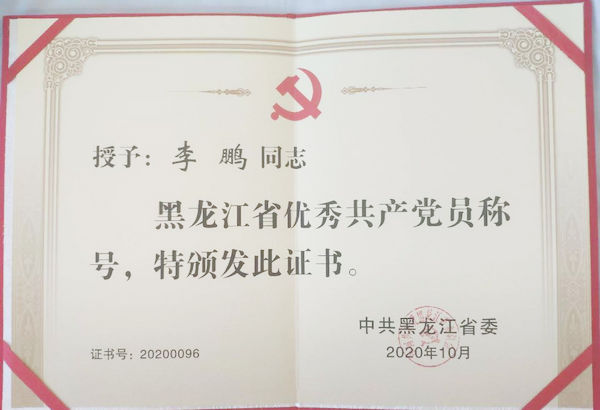 授予：李 鹏 同志
黑龙江省优秀共产党员称
号，特颁发此证书。
中共黑龙江省委
证书号：20200096
2020年10月